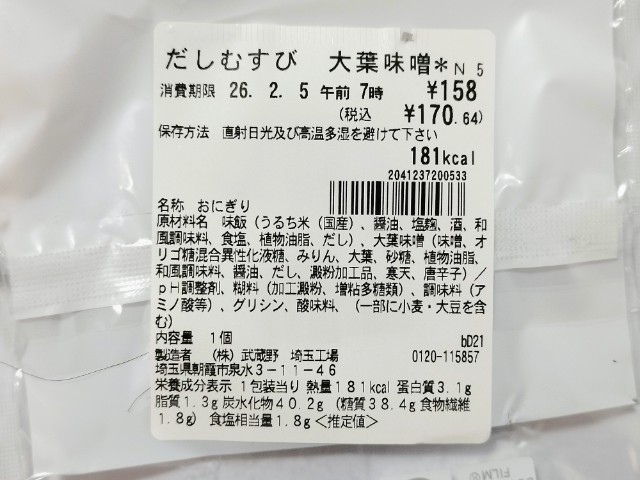 だしむすび 大葉味噌＊N 5
消費期限 26. 2. 5 午前 7時 ¥158
(税込 ¥170.64)
保存方法 直射日光及び高温多湿を避けて下さい
181kcal
2041237200533
名称 おにぎり
原材料名 味飯（うるち米（国産）、醤油、塩麹、酒、和
風調味料、食塩、植物油脂、だし）、大葉味噌（味噌、オ
リゴ糖混合異性化液糖、みりん、大葉、砂糖、植物油脂、
和風調味料、醤油、だし、澱粉加工品、寒天、唐辛子）／
pH調整剤、糊料（加工澱粉、増粘多糖類）、調味料（ア
ミノ酸等）、グリシン、酸味料、（一部に小麦・大豆を含
む）
内容量 1個 bD21
製造者 （株）武蔵野 埼玉工場 0120-115857
埼玉県朝霞市泉水3－11－46
栄養成分表示 1包装当り 熱量181kcal 蛋白質3.1g
脂質1.3g 炭水化物40.2g （糖質38.4g 食物繊維
1.8g） 食塩相当量1.8g＜推定値＞
FILM®